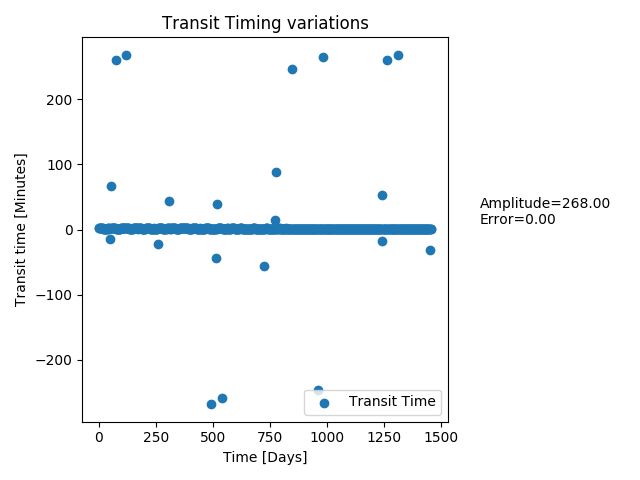 Transit Timing variations
Transit time [Minutes]
200
100
0
−100
−200
0
250
500
750
1000
1250
1500
Time [Days]
Transit Time
Amplitude=268.00
Error=0.00